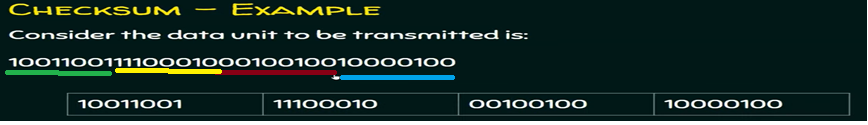 CHECKSUM – EXAMPLE
Consider the data unit to be transmitted is:
10011001111000100010010010000100
10011001 11100010 00100100 10000100